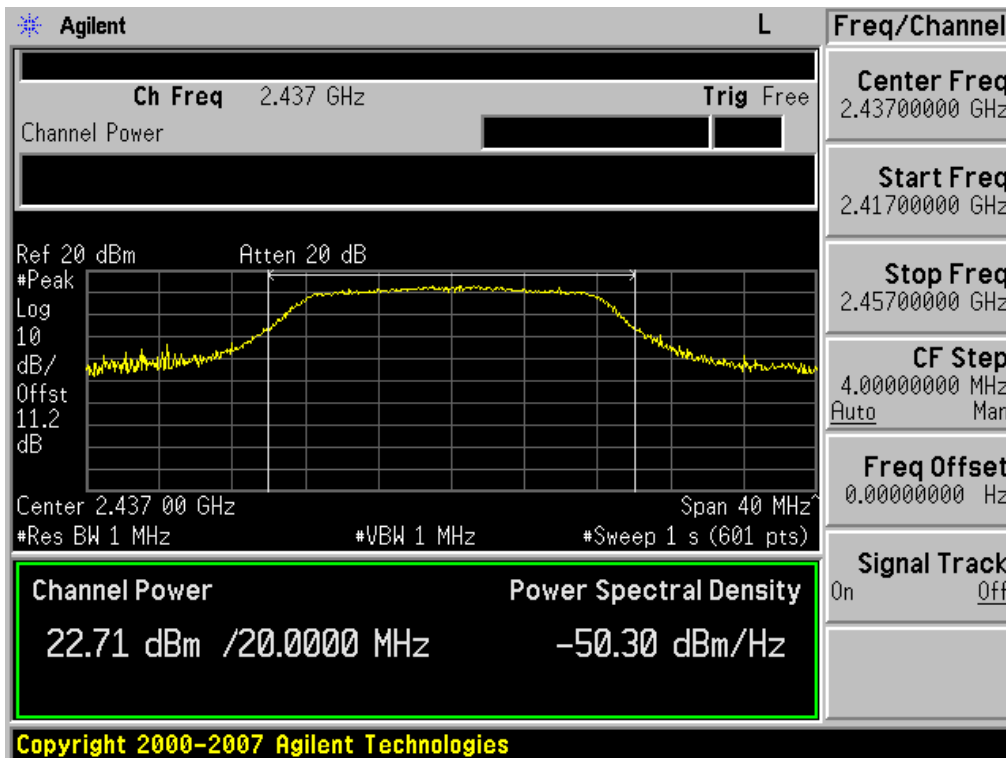 Agilent L Freq/Channel
Ch Freq 2.437 GHz Trig Free
Channel Power
Center Freq
2.43700000 GHz
Start Freq
2.41700000 GHz
Stop Freq
2.45700000 GHz
CF Step
4.00000000 MHz
Auto Man
Freq Offset
0.00000000 Hz
Signal Track
On Off
Ref 20 dBm Atten 20 dB
#Peak
Log
10
dB/
Offst
11.2
dB
Center 2.437 00 GHz Span 40 MHz^
#Res BW 1 MHz #VBW 1 MHz #Sweep 1 s (601 pts)
Channel Power Power Spectral Density
22.71 dBm /20.0000 MHz -50.30 dBm/Hz
Copyright 2000-2007 Agilent Technologies